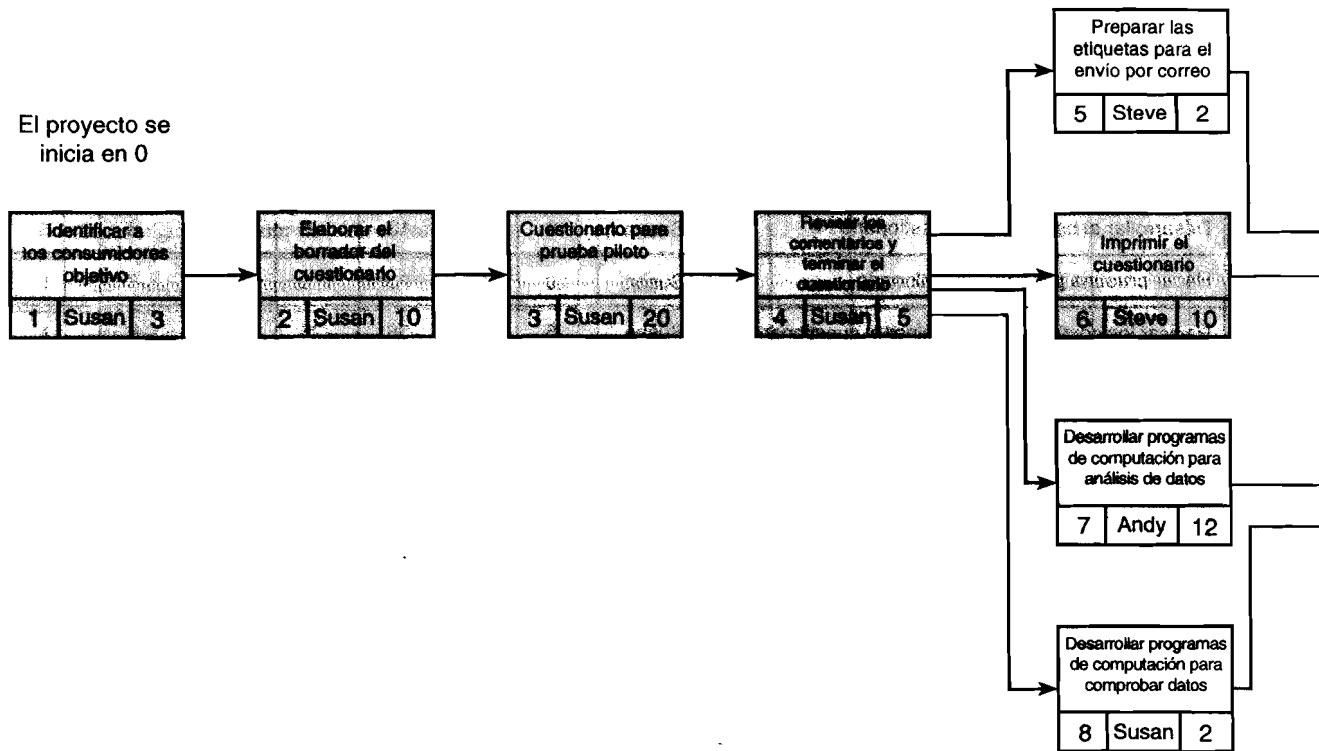 El proyecto se
inicia en 0
Identificar a
los consumidores
objetivo
1 Susan 3
Elaborar el
borrador del
cuestionario
2 Susan 10
Cuestionario para
prueba piloto
3 Susan 20
Revisar los
comentarios y
terminar el
cuestionario
4 Susan 5
Preparar las
etiquetas para el
envío por correo
5 Steve 2
Imprimir el
cuestionario
6 Steve 10
Desarrollar programas
de computación para
análisis de datos
7 Andy 12
Desarrollar programas
de computación para
comprobar datos
8 Susan 2